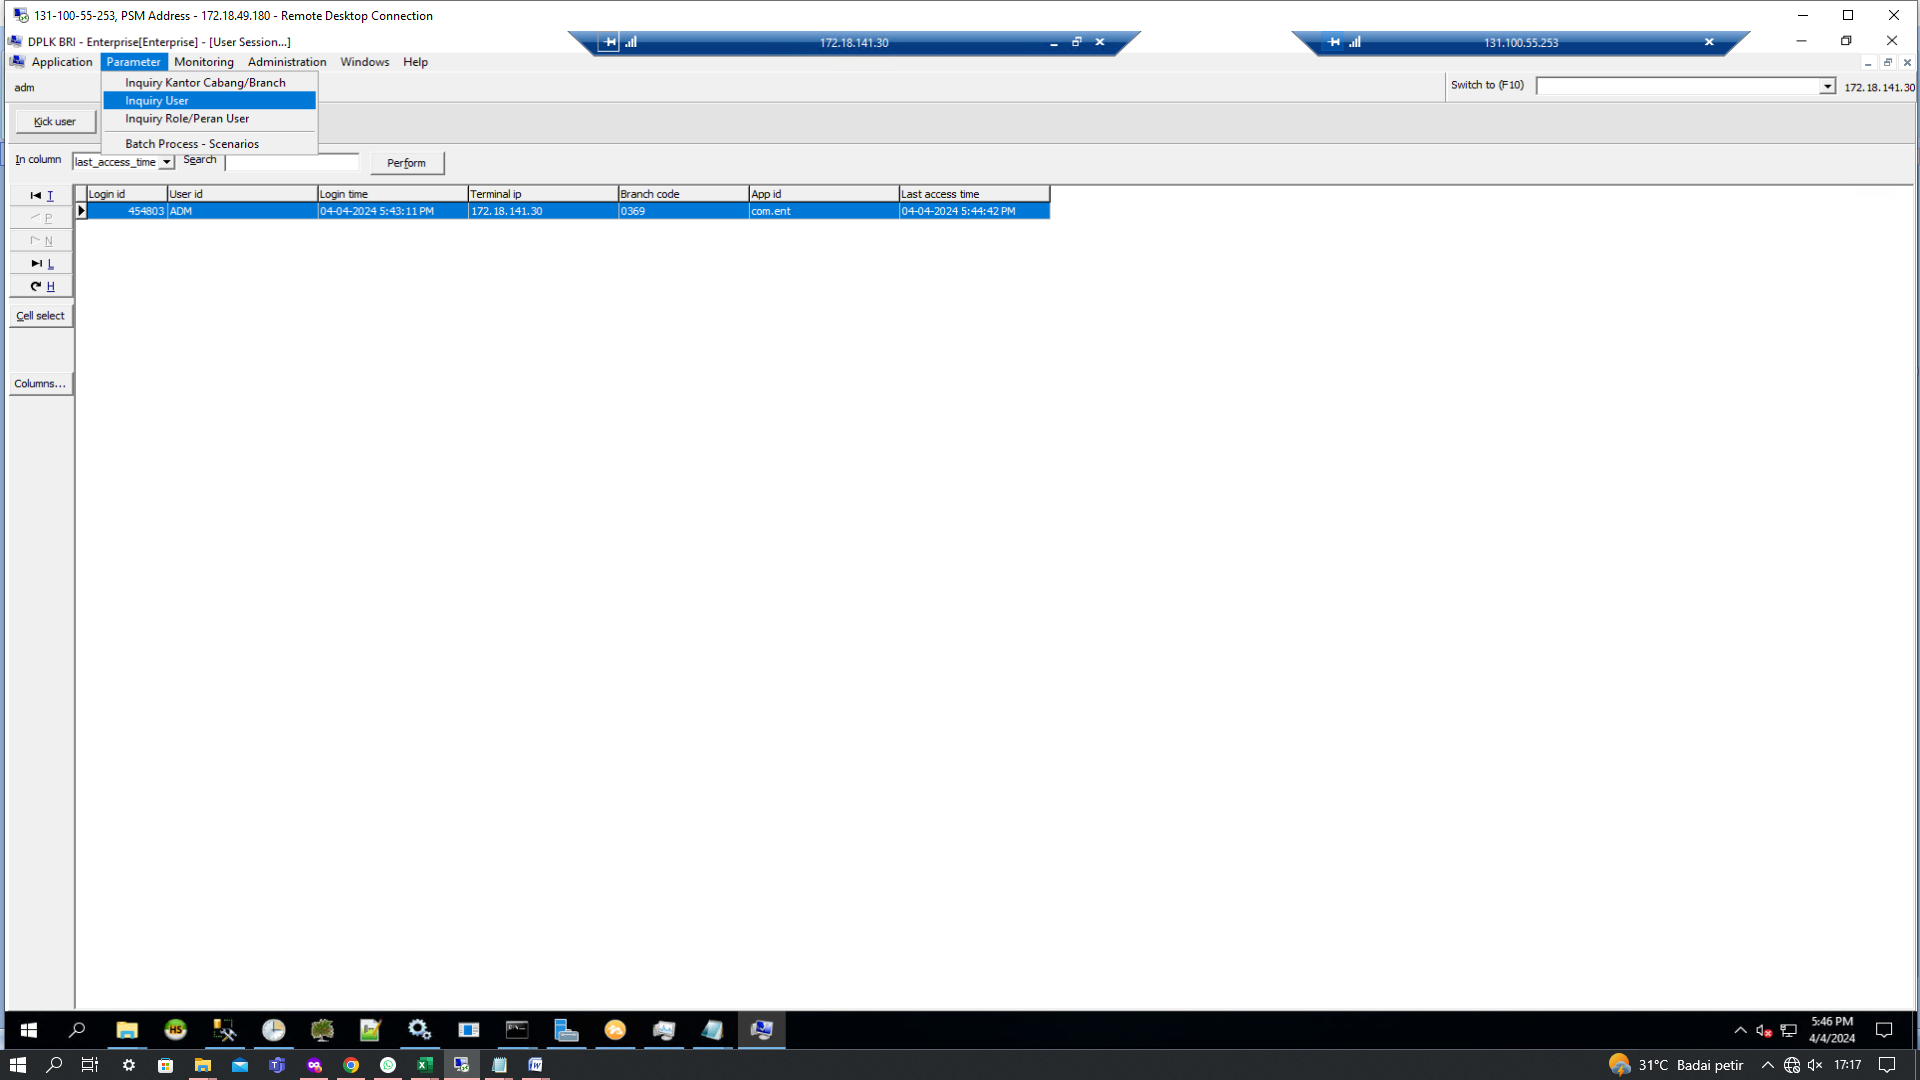 131-100-55-253, PSM Address - 172.18.49.180 - Remote Desktop Connection
DPLK BRI - Enterprise[Enterprise] - [User Session...]
172.18.141.30
131.100.55.253
Application Parameter Monitoring Administration Windows Help
adm
Switch to (F10)
172.18.141.30
Inquiry Kantor Cabang/Branch
Inquiry User
Inquiry Role/Peran User
Batch Process - Scenarios
Kick user
In column last_access_time Search Perform
Login id User id Login time Terminal ip Branch code App id Last access time
454803 ADM 04-04-2024 5:43:11 PM 172.18.141.30 0369 com.ent 04-04-2024 5:44:42 PM
T
P
N
L
H
Cell select
Columns...
HS
5:46 PM
4/4/2024
31°C Badai petir
17:17